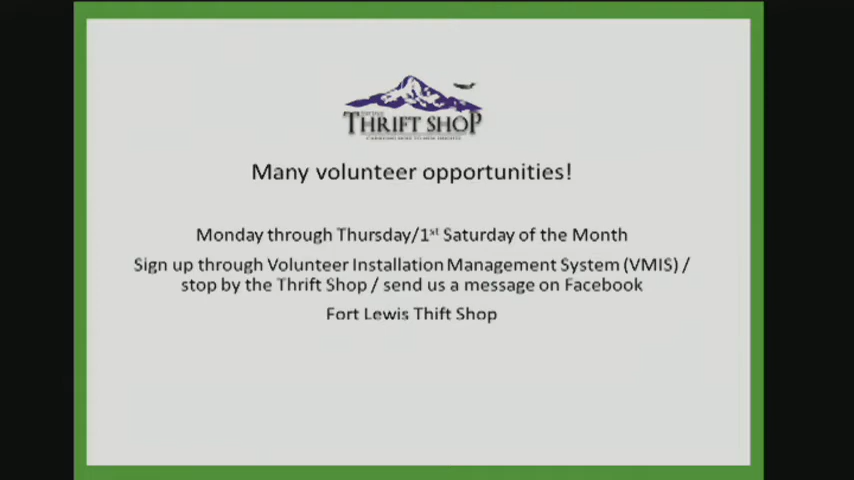 THRIFT SHOP
Many volunteer opportunities!
Monday through Thursday/1st Saturday of the Month
Sign up through Volunteer Installation Management System (VMIS) /
stop by the Thrift Shop / send us a message on Facebook
Fort Lewis Thift Shop